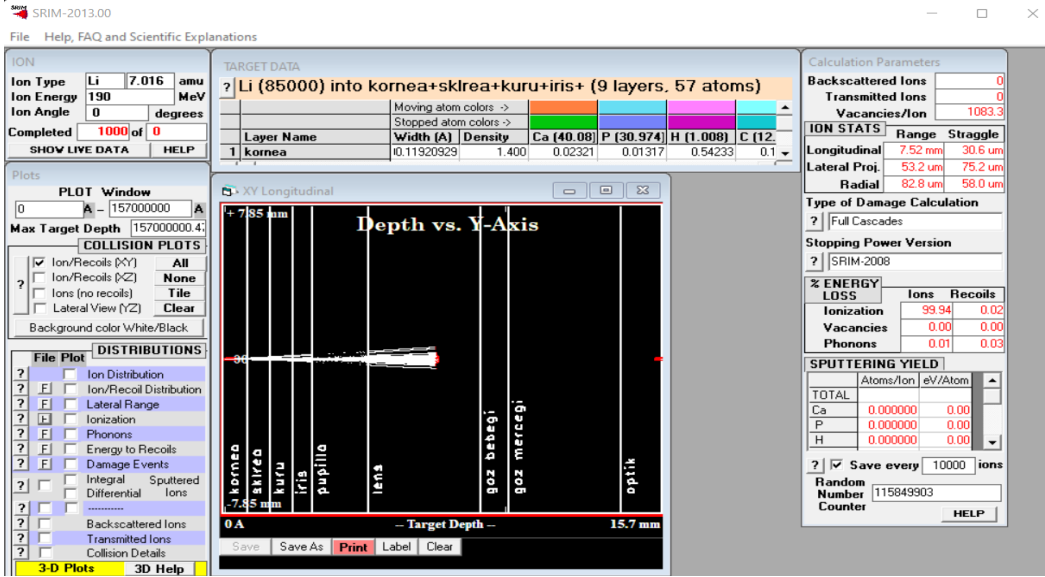 SRIM-2013.00
File Help, FAQ and Scientific Explanations
ION
Ion Type Li 7.016 amu
Ion Energy 190 MeV
Ion Angle 0 degrees
Completed 1000 of 0
SHOW LIVE DATA HELP
TARGET DATA
? Li (85000) into kornea+sklrea+kuru+iris+ (9 layers, 57 atoms)
Moving atom colors ->
Stopped atom colors ->
Layer Name Width (A) Density Ca (40.08) P (30.974) H (1.008) C (12.
1 kornea 0.11920929 1.400 0.02321 0.01317 0.54233 0.1
Calculation Parameters
Backscattered Ions 0
Transmitted Ions 0
Vacancies/Ion 1083.3
ION STATS Range Straggle
Longitudinal 7.52 mm 30.6 um
Lateral Proj. 53.2 um 75.2 um
Radial 82.8 um 58.0 um
Type of Damage Calculation
? Full Cascades
Stopping Power Version
? SRIM-2008
% ENERGY LOSS Ions Recoils
Ionization 99.94 0.02
Vacancies 0.00 0.00
Phonons 0.01 0.03
SPUTTERING YIELD
Atoms/Ion eV/Atom
TOTAL
Ca 0.000000 0.00
P 0.000000 0.00
H 0.000000 0.00
? Save every 10000 ions
Random
Number 115849903
Counter
HELP
Plots
PLOT Window
0 A - 157000000 A
Max Target Depth 157000000.4
COLLISION PLOTS
Ion/Recoils (XY) All
Ion/Recoils (XZ) None
? Ions (no recoils) Tile
Lateral View (YZ) Clear
Background color White/Black
DISTRIBUTIONS
File Plot
? Ion Distribution
? F Ion/Recoil Distribution
? F Lateral Range
? F Ionization
? F Phonons
? F Energy to Recoils
? F Damage Events
? Integral Sputtered
Differential Ions
? -----------
? Backscattered Ions
? Transmitted Ions
? Collision Details
3-D Plots 3D Help
XY Longitudinal
+ 7.85 mm
Depth vs. Y-Axis
kornea
sklrea
kuru
iris
pupilla
lens
goz bebegi
goz mercegi
optik
-7.85 mm
0 A -- Target Depth -- 15.7 mm
Save Save As Print Label Clear